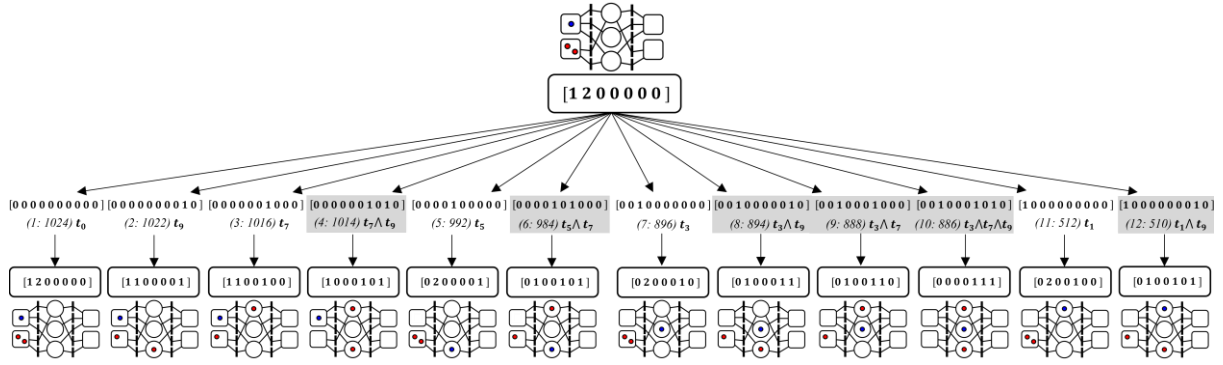 [1 2 0 0 0 0 0]
[0 0 0 0 0 0 0 0 0 0] [0 0 0 0 0 0 0 0 1 0] [0 0 0 0 0 0 1 0 0 0] [0 0 0 0 0 0 1 0 1 0] [0 0 0 0 1 0 0 0 0 0] [0 0 0 0 1 0 1 0 0 0] [0 0 1 0 0 0 0 0 0 0] [0 0 1 0 0 0 0 0 1 0] [0 0 1 0 0 0 1 0 0 0] [0 0 1 0 0 0 1 0 1 0] [1 0 0 0 0 0 0 0 0 0] [1 0 0 0 0 0 0 0 1 0]
(1: 1024) t₀ (2: 1022) t₉ (3: 1016) t₇ (4: 1014) t₇∧ t₉ (5: 992) t₅ (6: 984) t₅∧ t₇ (7: 896) t₃ (8: 894) t₃∧ t₉ (9: 888) t₃∧ t₇ (10: 886) t₃∧t₇∧t₉ (11: 512) t₁ (12: 510) t₁∧ t₉
[1 2 0 0 0 0 0] [1 1 0 0 0 0 1] [1 1 0 0 1 0 0] [1 0 0 0 1 0 1] [0 2 0 0 0 0 1] [0 1 0 0 1 0 1] [0 2 0 0 0 1 0] [0 1 0 0 0 1 1] [0 1 0 0 1 1 0] [0 0 0 0 1 1 1] [0 2 0 0 1 0 0] [0 1 0 0 1 0 1]